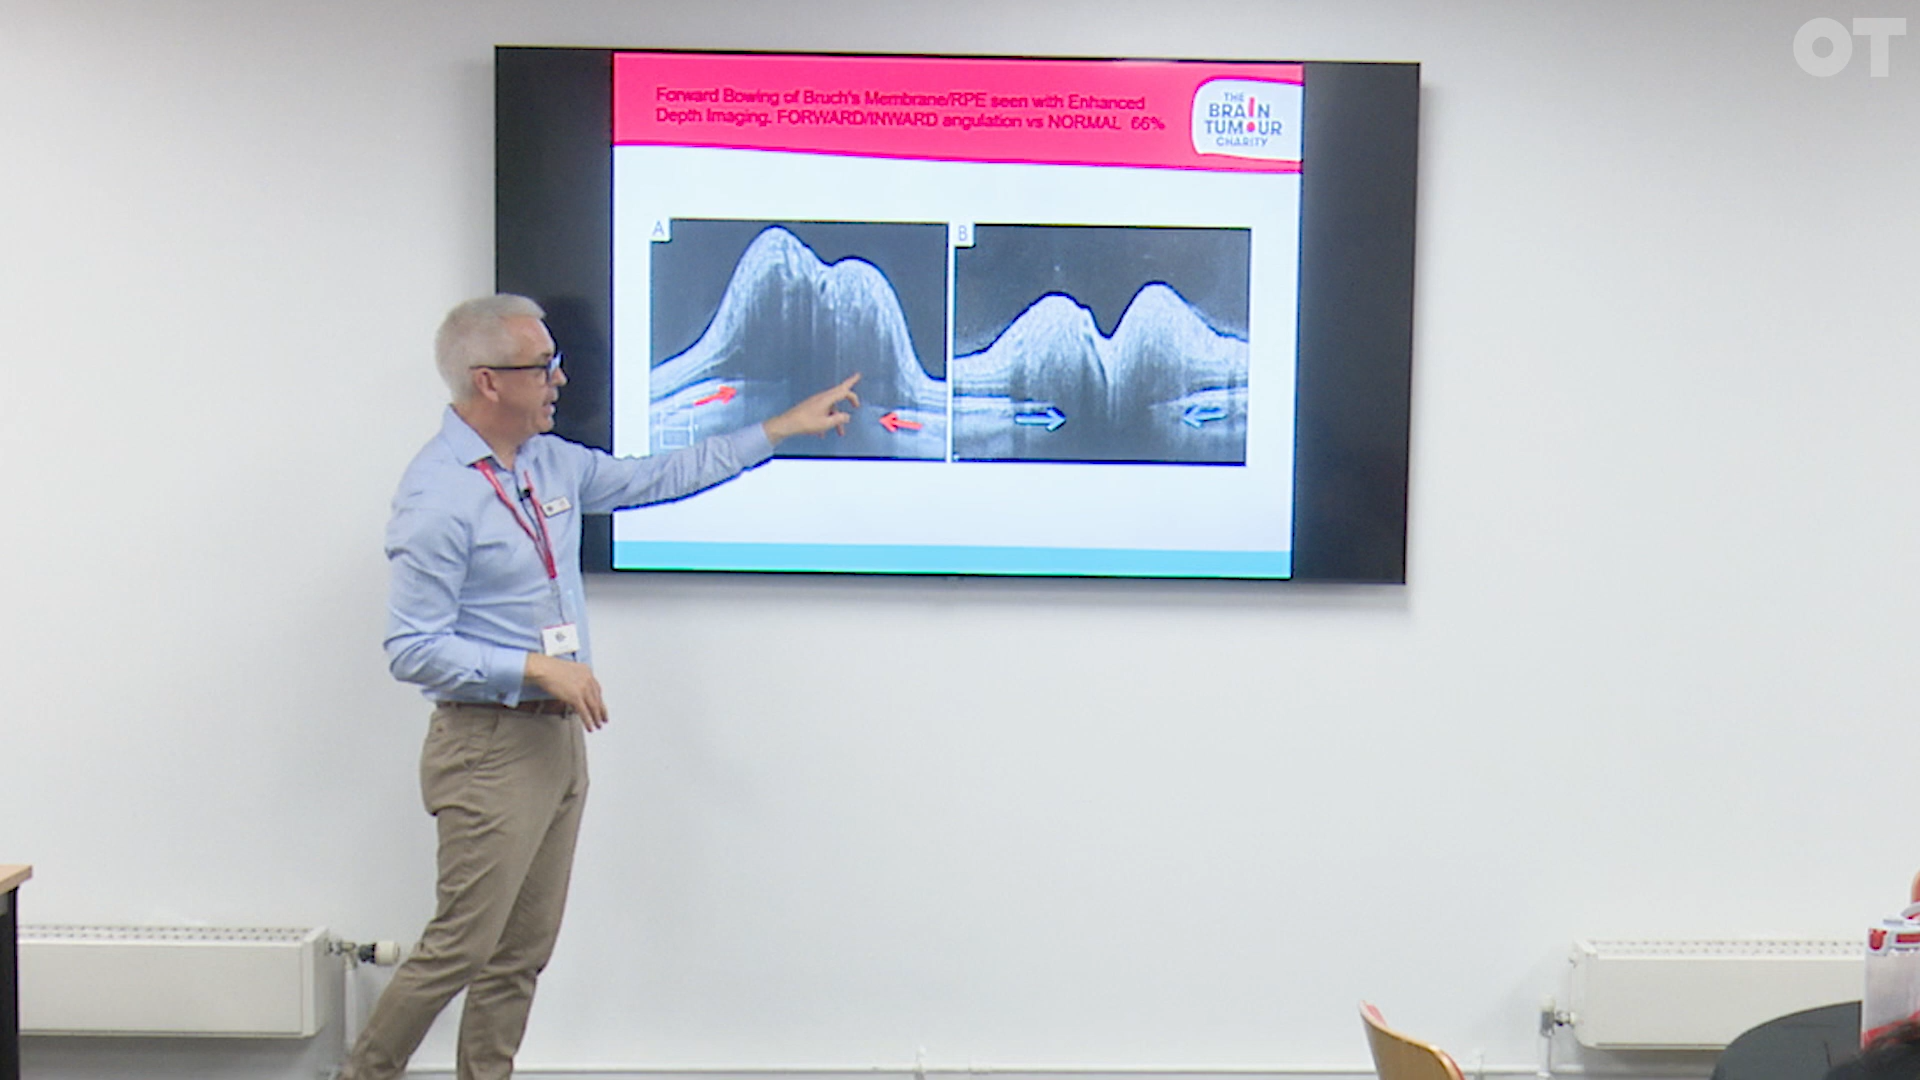 OT
Forward Bowing of Bruch's Membrane/RPE seen with Enhanced
Depth Imaging. FORWARD/INWARD angulation vs NORMAL 66%
THE
BRAIN
TUMOUR
CHARITY
A
B